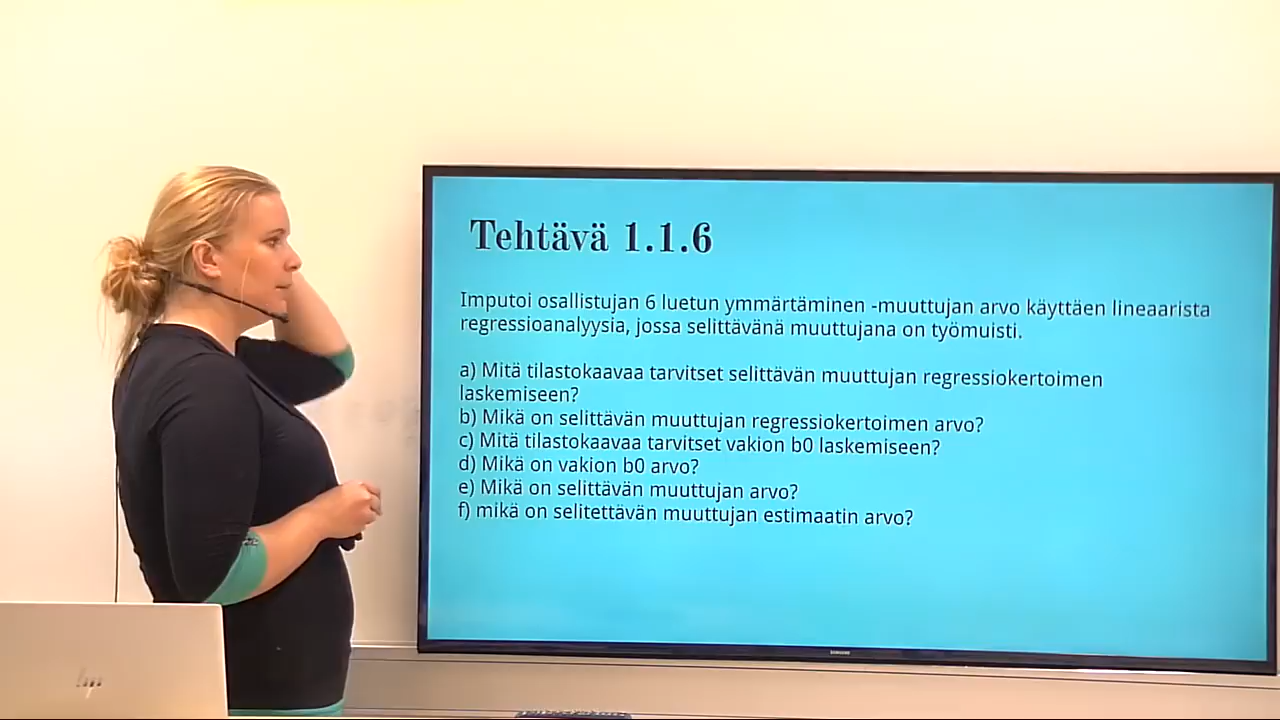 Tehtävä 1.1.6
Imputoi osallistujan 6 luetun ymmärtäminen -muuttujan arvo käyttäen lineaarista
regressioanalyysia, jossa selittävänä muuttujana on työmuisti.
a) Mitä tilastokaavaa tarvitset selittävän muuttujan regressiokertoimen
laskemiseen?
b) Mikä on selittävän muuttujan regressiokertoimen arvo?
c) Mitä tilastokaavaa tarvitset vakion b0 laskemiseen?
d) Mikä on vakion b0 arvo?
e) Mikä on selittävän muuttujan arvo?
f) mikä on selitettävän muuttujan estimaatin arvo?
SAMSUNG
hp